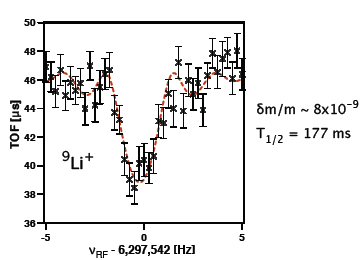 50
48
46
44
42
40
38
36
TOF [µs]
⁹Li⁺
-5
0
5
νRF - 6,297,542 [Hz]
δm/m ~ 8x10⁻⁹
T1/2 = 177 ms